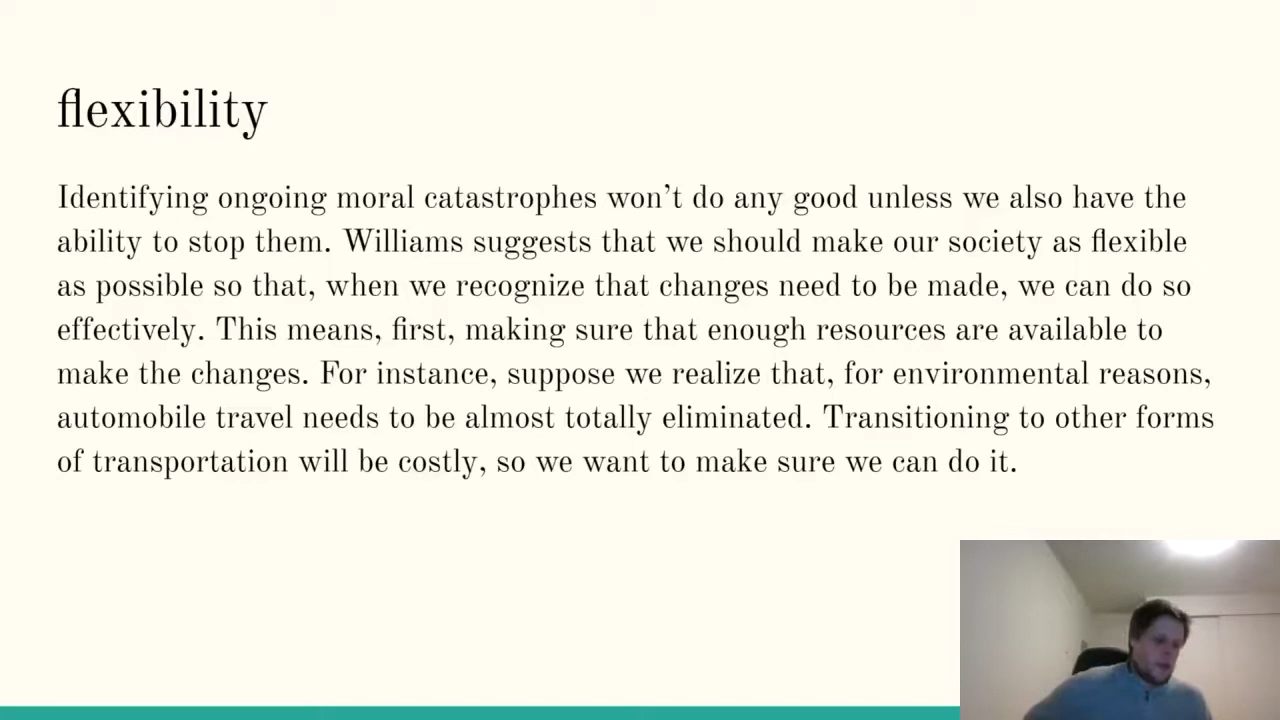 flexibility
Identifying ongoing moral catastrophes won’t do any good unless we also have the
ability to stop them. Williams suggests that we should make our society as flexible
as possible so that, when we recognize that changes need to be made, we can do so
effectively. This means, first, making sure that enough resources are available to
make the changes. For instance, suppose we realize that, for environmental reasons,
automobile travel needs to be almost totally eliminated. Transitioning to other forms
of transportation will be costly, so we want to make sure we can do it.